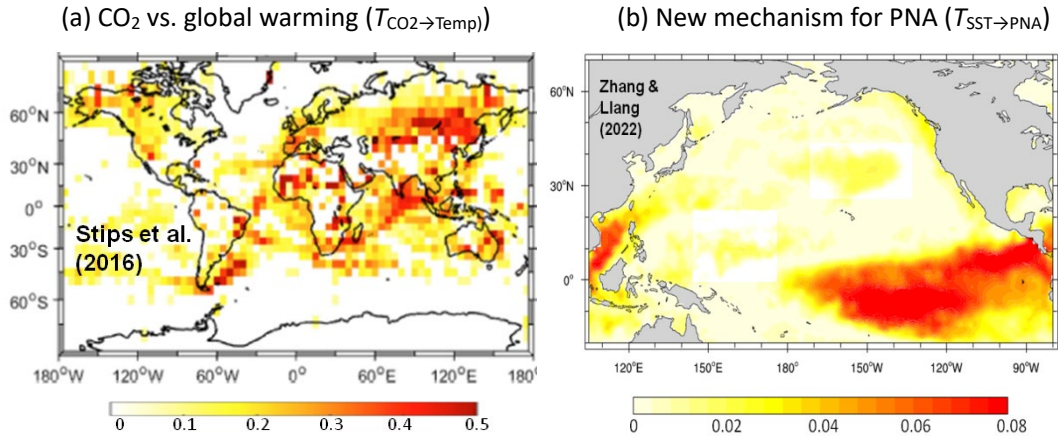 (a) CO₂ vs. global warming (T_CO2→Temp)
(b) New mechanism for PNA (T_SST→PNA)
60°N
30°N
0°
30°S
60°S
Stips et al.
(2016)
180°W 120°W 60°W 0° 60°E 120°E 180°
0 0.1 0.2 0.3 0.4 0.5
Zhang &
LIang
(2022)
60°N
30°N
0°
120°E 150°E 180°W 150°W 120°W 90°W
0 0.02 0.04 0.06 0.08